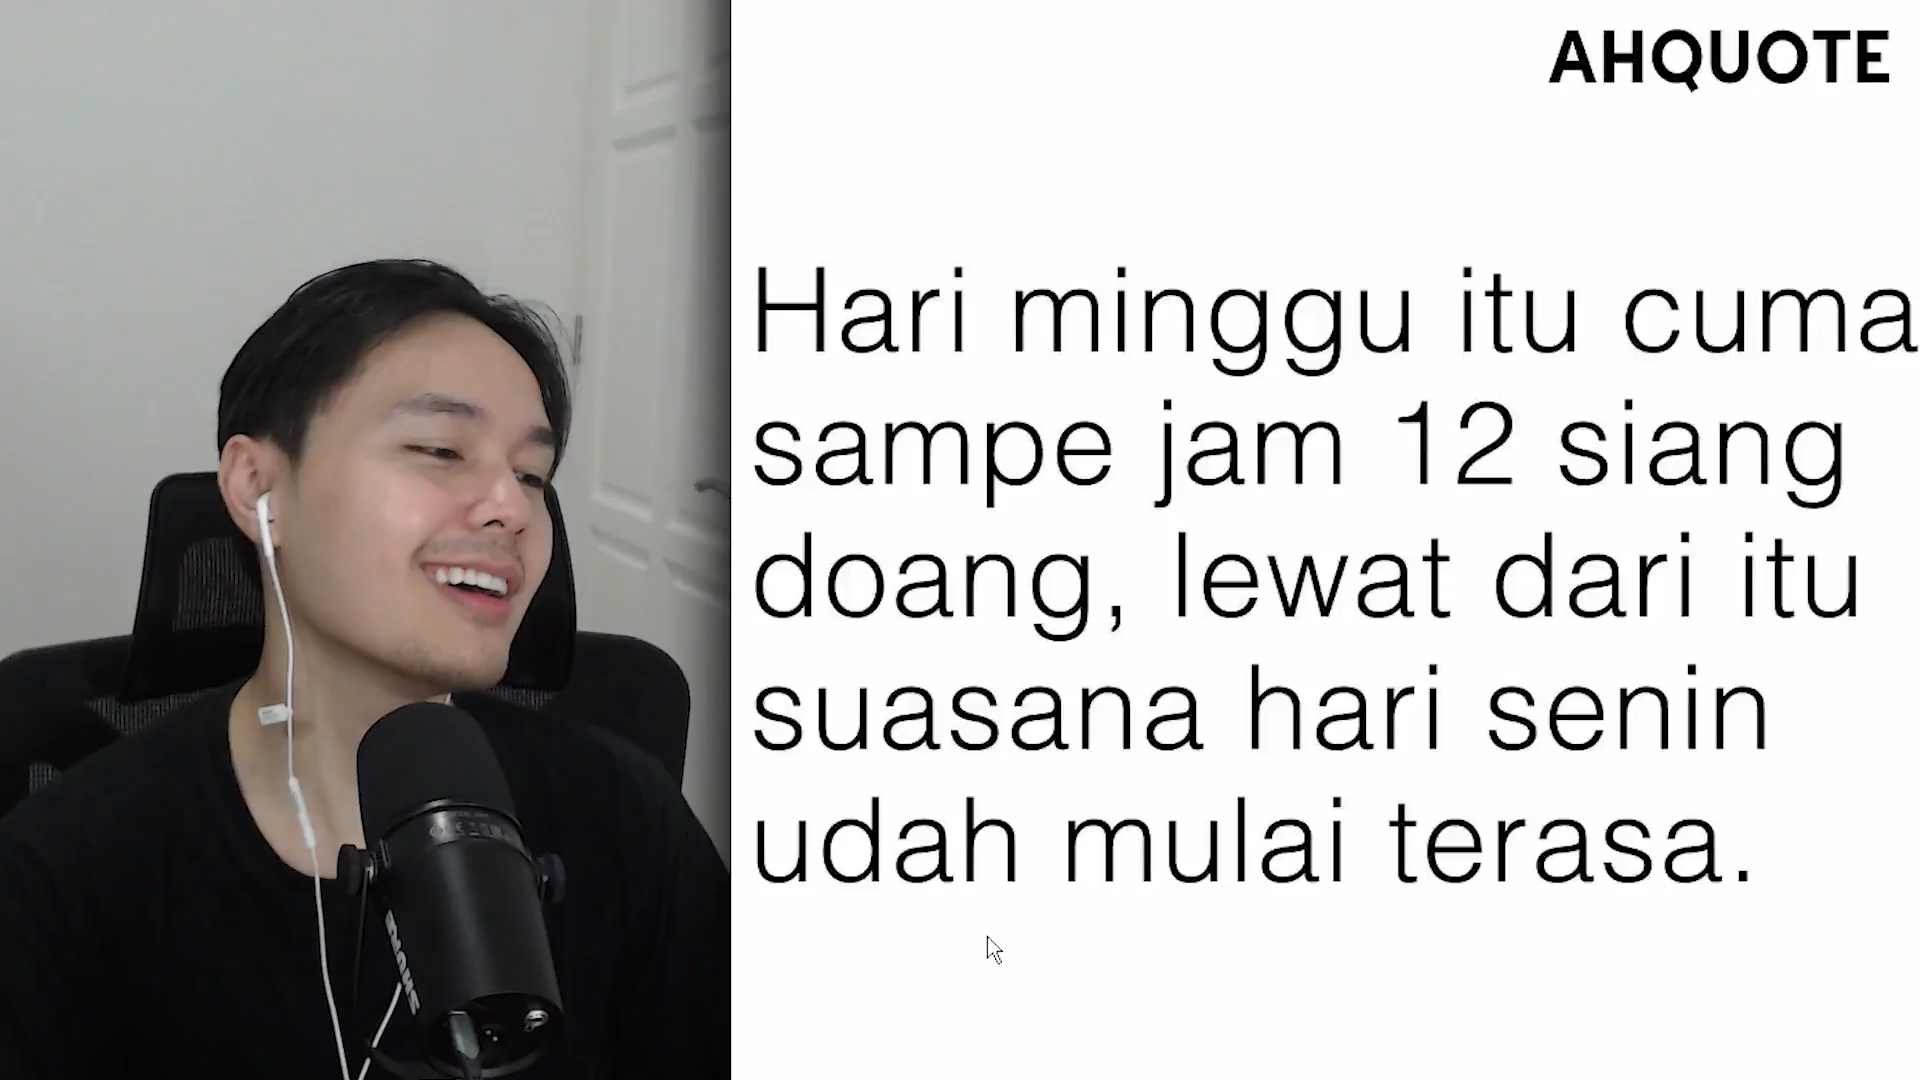 AHQUOTE
Hari minggu itu cuma
sampe jam 12 siang
doang, lewat dari itu
suasana hari senin
udah mulai terasa.
SHURE